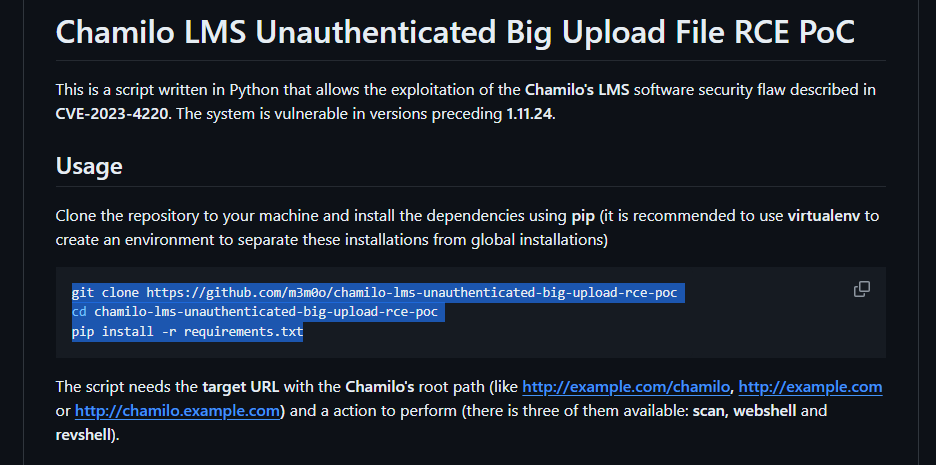 Chamilo LMS Unauthenticated Big Upload File RCE PoC
This is a script written in Python that allows the exploitation of the Chamilo's LMS software security flaw described in
CVE-2023-4220. The system is vulnerable in versions preceding 1.11.24.
Usage
Clone the repository to your machine and install the dependencies using pip (it is recommended to use virtualenv to
create an environment to separate these installations from global installations)
git clone https://github.com/m3m0o/chamilo-lms-unauthenticated-big-upload-rce-poc
cd chamilo-lms-unauthenticated-big-upload-rce-poc
pip install -r requirements.txt
The script needs the target URL with the Chamilo's root path (like http://example.com/chamilo, http://example.com
or http://chamilo.example.com) and a action to perform (there is three of them available: scan, webshell and
revshell).